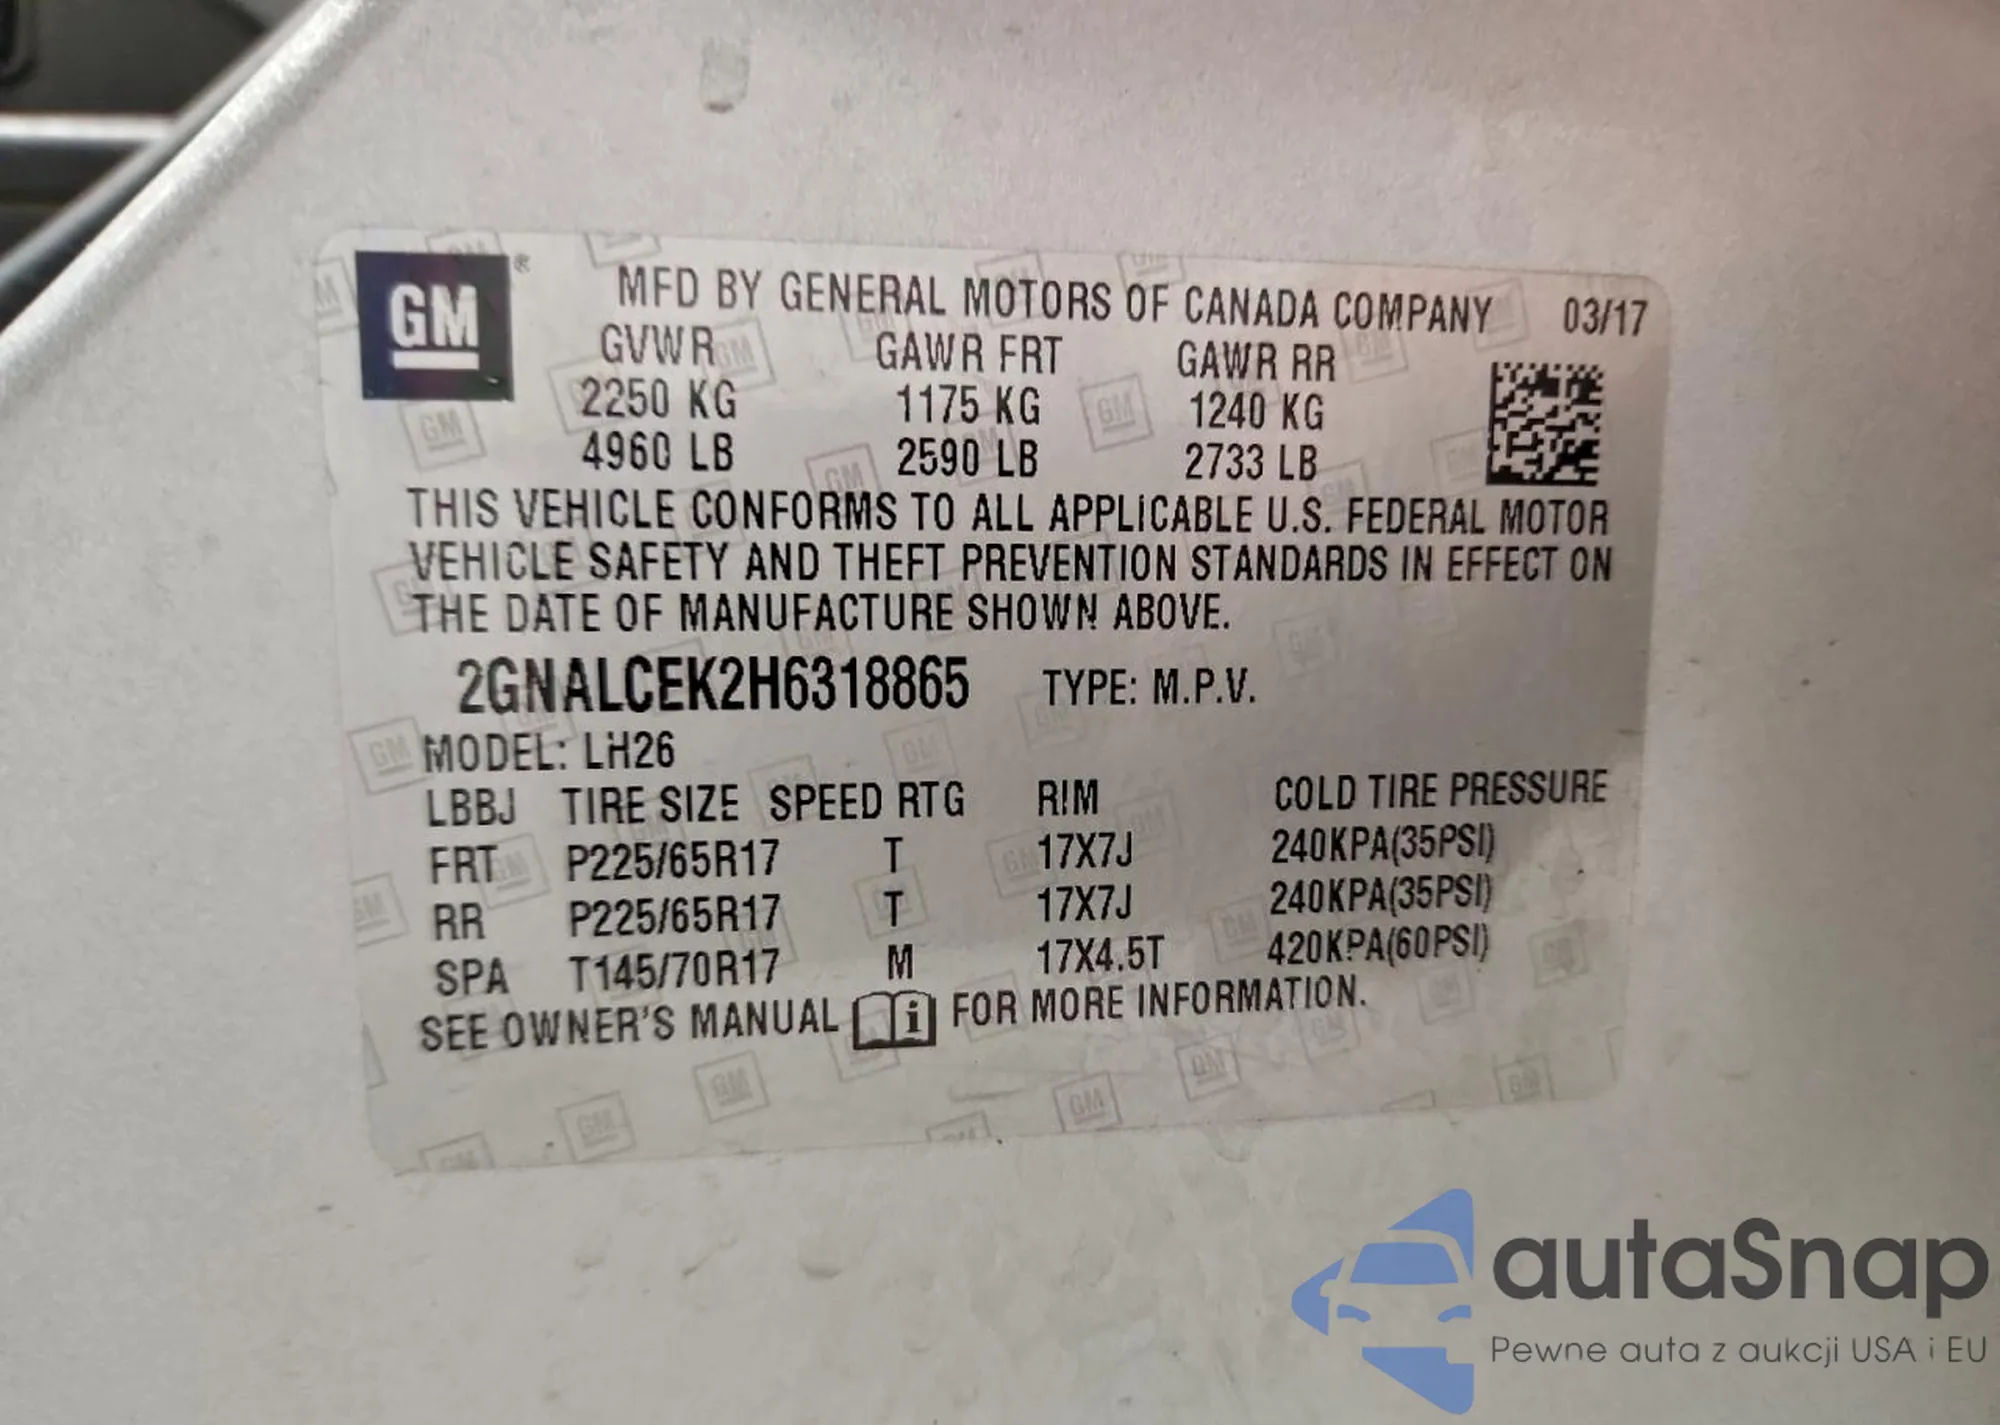 GM ®
MFD BY GENERAL MOTORS OF CANADA COMPANY 03/17
GVWR GAWR FRT GAWR RR
2250 KG 1175 KG 1240 KG
4960 LB 2590 LB 2733 LB
THIS VEHICLE CONFORMS TO ALL APPLICABLE U.S. FEDERAL MOTOR
VEHICLE SAFETY AND THEFT PREVENTION STANDARDS IN EFFECT ON
THE DATE OF MANUFACTURE SHOWN ABOVE.
2GNALCEK2H6318865 TYPE: M.P.V.
MODEL: LH26
LBBJ TIRE SIZE SPEED RTG RIM COLD TIRE PRESSURE
FRT P225/65R17 T 17X7J 240KPA(35PSI)
RR P225/65R17 T 17X7J 240KPA(35PSI)
SPA T145/70R17 M 17X4.5T 420KPA(60PSI)
SEE OWNER'S MANUAL i FOR MORE INFORMATION.
autaSnap
Pewne auta z aukcji USA i EU